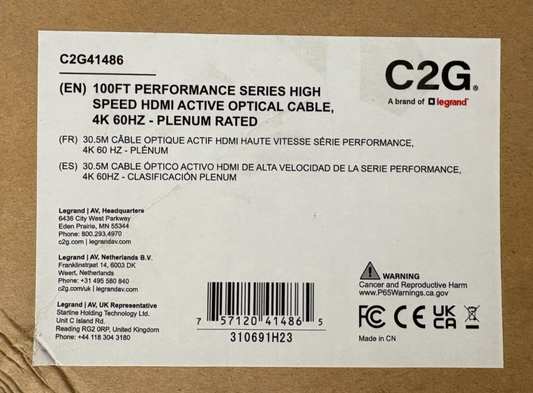 C2G41486
C2G®
A brand of legrand®
(EN) 100FT PERFORMANCE SERIES HIGH
SPEED HDMI ACTIVE OPTICAL CABLE,
4K 60HZ - PLENUM RATED
(FR) 30.5M CÂBLE OPTIQUE ACTIF HDMI HAUTE VITESSE SÉRIE PERFORMANCE,
4K 60 HZ - PLÉNUM
(ES) 30.5M CABLE ÓPTICO ACTIVO HDMI DE ALTA VELOCIDAD DE LA SERIE PERFORMANCE,
4K 60HZ - CLASIFICACIÓN PLENUM
Legrand | AV, Headquarters
6436 City West Parkway
Eden Prairie, MN 55344
Phone: 800.293.4970
c2g.com | legrandav.com
Legrand | AV, Netherlands B.V.
Franklinstraat 14, 6003 DK
Weert, Netherlands
Phone: +31 495 580 840
c2g.com/uk | legrandav.com
Legrand | AV, UK Representative
Starline Holding Technology Ltd.
Unit C Island Rd.
Reading RG2 0RP, United Kingdom
Phone: +44 118 304 3180
7 57120 41486 5
310691H23
WARNING
Cancer and Reproductive Harm
www.P65Warnings.ca.gov
FC CE UK
CA
Made in CN